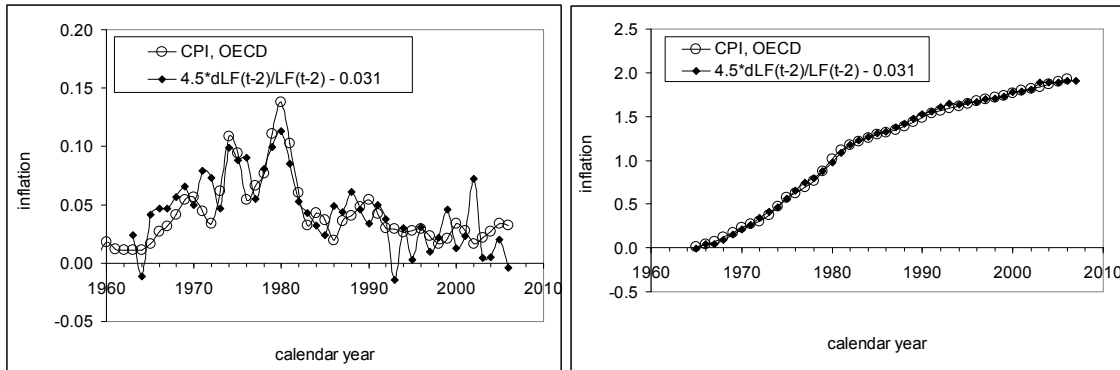 0.20
0.15
0.10
0.05
0.00
-0.05
inflation
1960 1970 1980 1990 2000 2010
calendar year
CPI, OECD
4.5*dLF(t-2)/LF(t-2) - 0.031
2.5
2.0
1.5
1.0
0.5
0.0
-0.5
inflation
1960 1970 1980 1990 2000 2010
calendar year
CPI, OECD
4.5*dLF(t-2)/LF(t-2) - 0.031